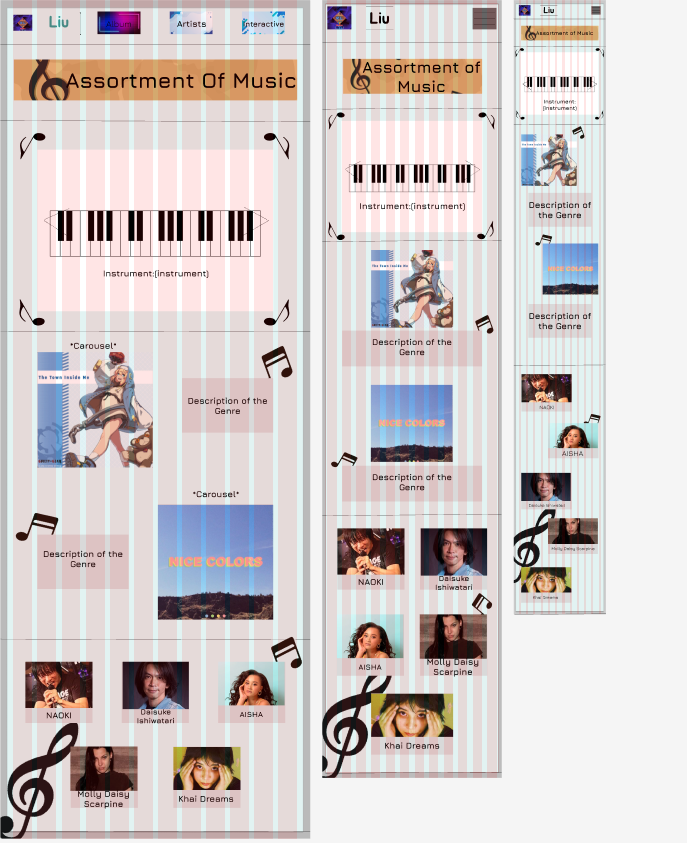 Liu
Album
Artists
Interactive
Assortment Of Music
Instrument:(instrument)
*Carousel*
The Town Inside Me
Description of the
Genre
*Carousel*
NICE COLORS
Description of the
Genre
NAOKI
Daisuke
Ishiwatari
AISHA
Molly Daisy
Scarpine
Khai Dreams
Liu
Assortment of
Music
Instrument:(instrument)
The Town Inside Me
Description of the
Genre
NICE COLORS
Description of the
Genre
NAOKI
Daisuke
Ishiwatari
AISHA
Molly Daisy
Scarpine
Khai Dreams
Liu
Assortment of Music
Instrument:
(instrument)
The Town Inside Me
Description of
the Genre
NICE COLORS
Description of
the Genre
NAOKI
AISHA
Daisuke Ishiwatari
Molly Daisy Scarpine
Khai Dreams